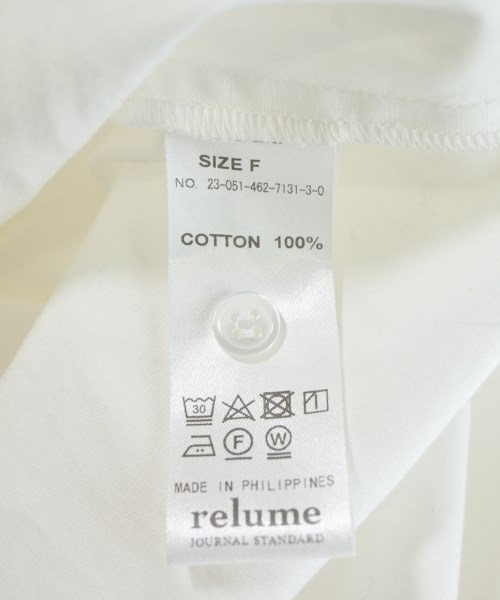 SIZE F
NO. 23-051-462-7131-3-0
COTTON 100%
30
F W
MADE IN PHILIPPINES
relume
JOURNAL STANDARD